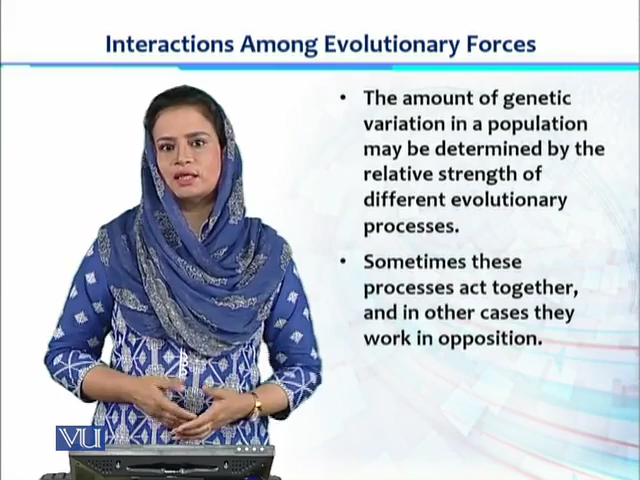 Interactions Among Evolutionary Forces
• The amount of genetic
variation in a population
may be determined by the
relative strength of
different evolutionary
processes.
• Sometimes these
processes act together,
and in other cases they
work in opposition.
VU